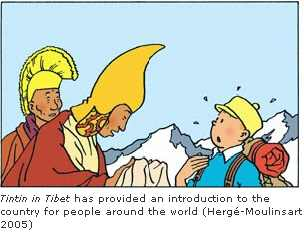 Tintin in Tibet has provided an introduction to the
country for people around the world (Hergé-Moulinsart
2005)